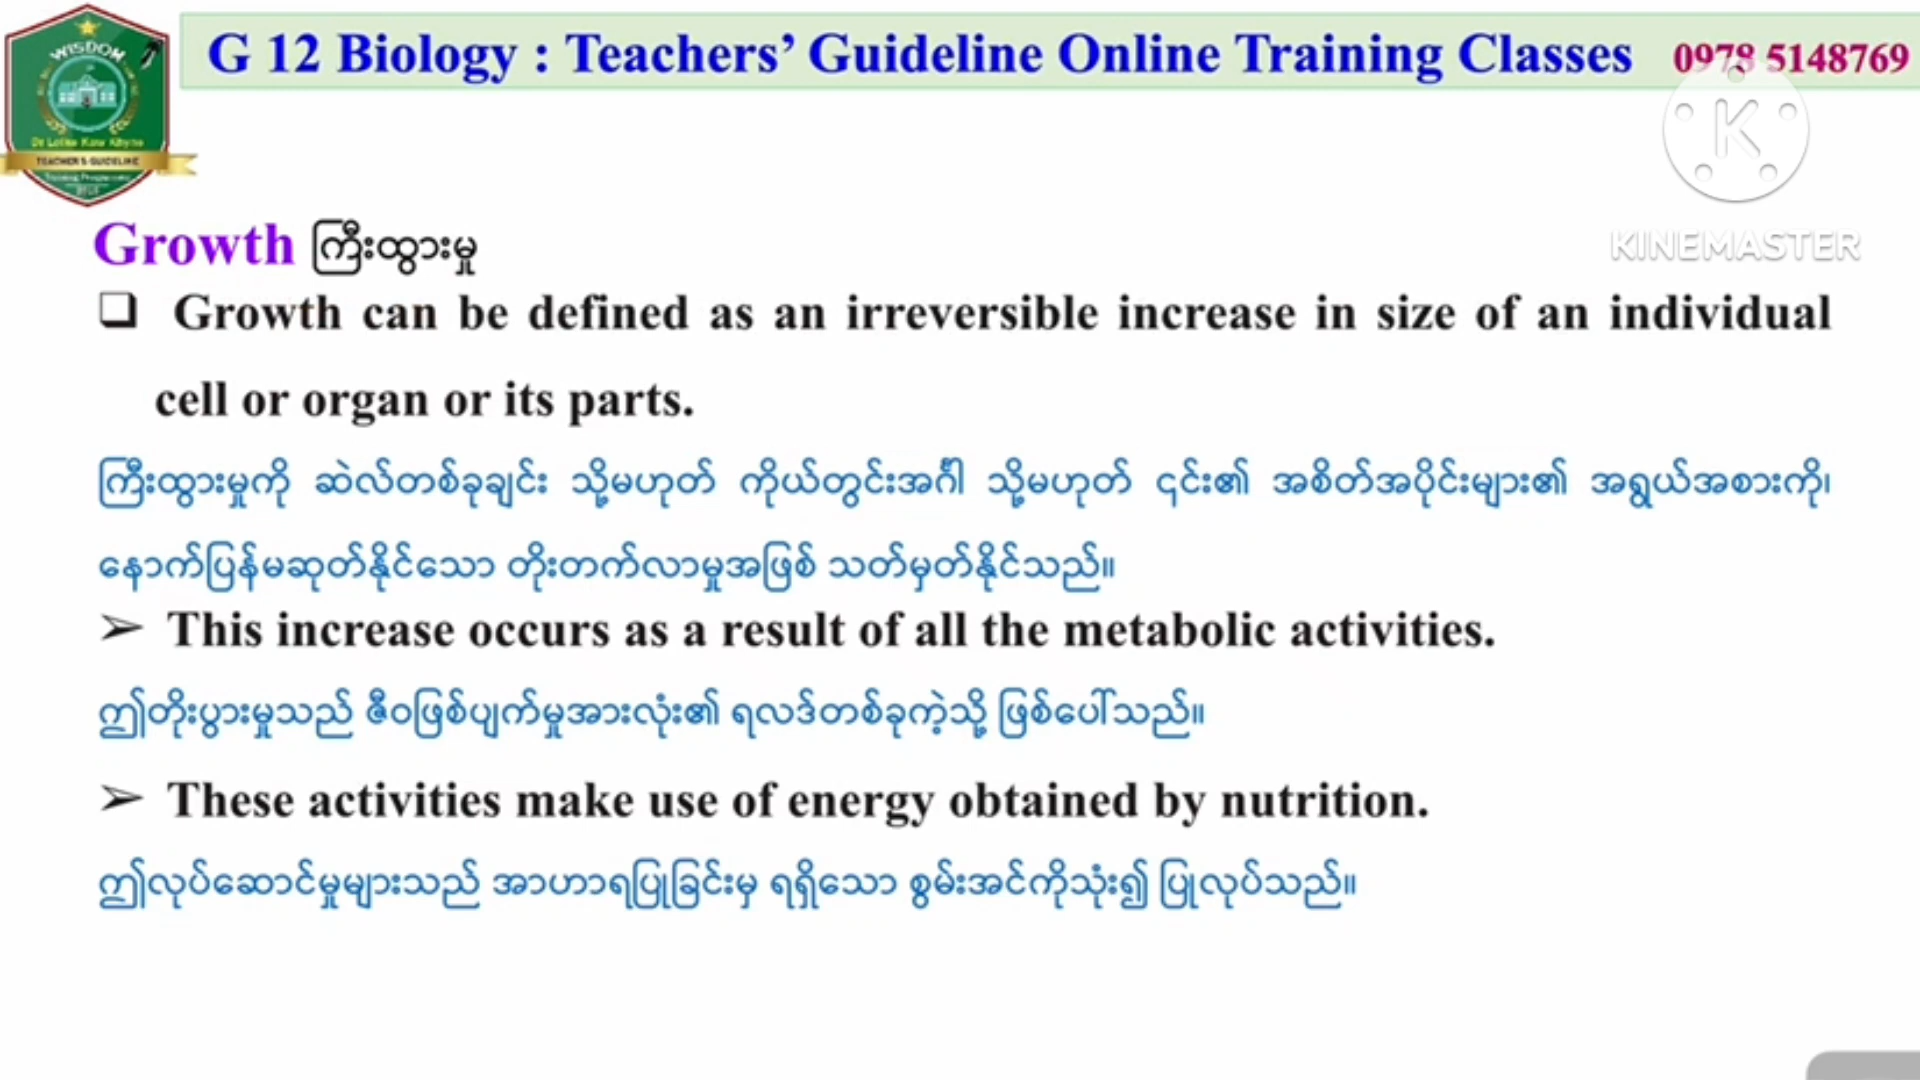 WISDOM
TEACHER'S GUIDELINE
G 12 Biology : Teachers’ Guideline Online Training Classes 0978 5148769
KINEMASTER
Growth ကြီးထွားမှု
Growth can be defined as an irreversible increase in size of an individual
cell or organ or its parts.
ကြီးထွားမှုကို ဆဲလ်တစ်ခုချင်း သို့မဟုတ် ကိုယ်တွင်းအင်္ဂါ သို့မဟုတ် ၎င်း၏ အစိတ်အပိုင်းများ၏ အရွယ်အစားကို၊
နောက်ပြန်မဆုတ်နိုင်သော တိုးတက်လာမှုအဖြစ် သတ်မှတ်နိုင်သည်။
➢ This increase occurs as a result of all the metabolic activities.
ဤတိုးပွားမှုသည် ဇီဝဖြစ်ပျက်မှုအားလုံး၏ ရလဒ်တစ်ခုကဲ့သို့ ဖြစ်ပေါ်သည်။
➢ These activities make use of energy obtained by nutrition.
ဤလုပ်ဆောင်မှုများသည် အာဟာရပြုခြင်းမှ ရရှိသော စွမ်းအင်ကိုသုံး၍ ပြုလုပ်သည်။